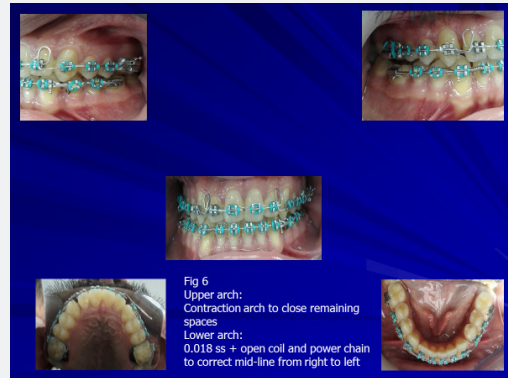 Fig 6
Upper arch:
Contraction arch to close remaining
spaces
Lower arch:
0.018 ss + open coil and power chain
to correct mid-line from right to left